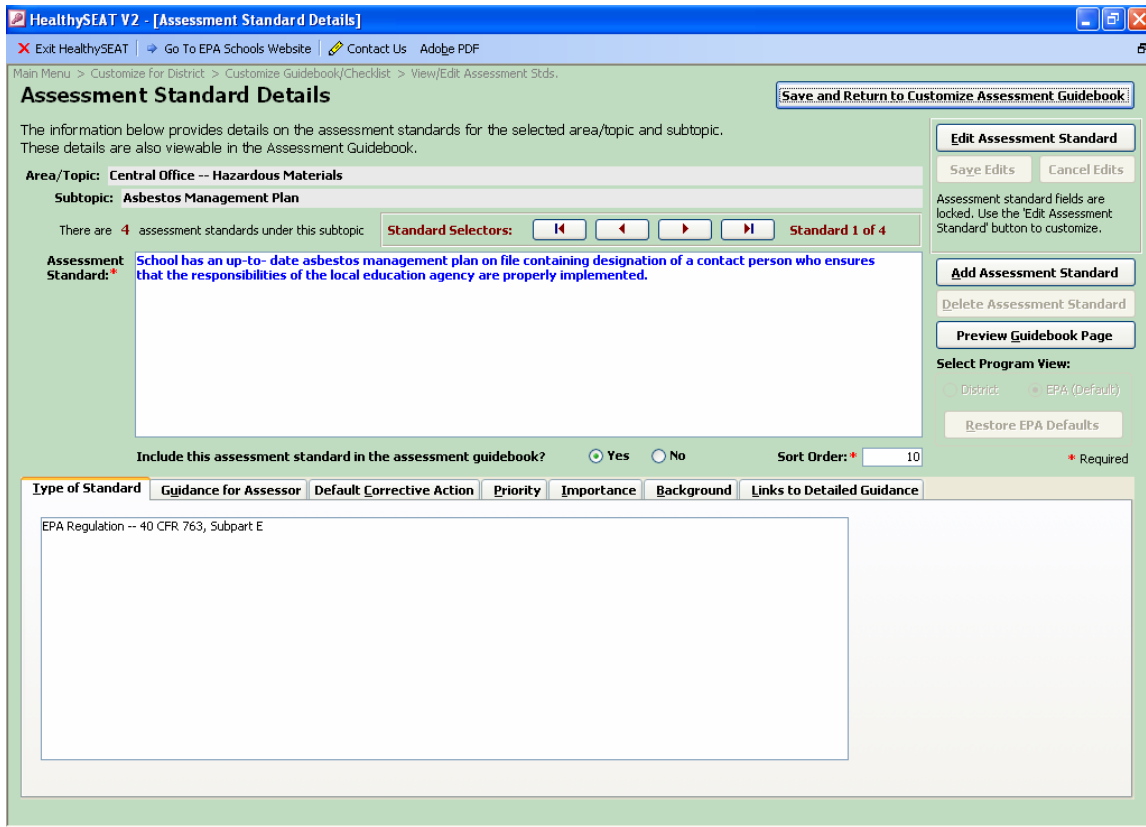 HealthySEAT V2 - [Assessment Standard Details]
Exit HealthySEAT Go To EPA Schools Website Contact Us Adobe PDF
Main Menu > Customize for District > Customize Guidebook/Checklist > View/Edit Assessment Stds.
Assessment Standard Details
Save and Return to Customize Assessment Guidebook
The information below provides details on the assessment standards for the selected area/topic and subtopic.
These details are also viewable in the Assessment Guidebook.
Edit Assessment Standard
Save Edits Cancel Edits
Assessment standard fields are
locked. Use the 'Edit Assessment
Standard' button to customize.
Area/Topic: Central Office -- Hazardous Materials
Subtopic: Asbestos Management Plan
There are 4 assessment standards under this subtopic Standard Selectors: Standard 1 of 4
Assessment
Standard:*
School has an up-to- date asbestos management plan on file containing designation of a contact person who ensures
that the responsibilities of the local education agency are properly implemented.
Add Assessment Standard
Delete Assessment Standard
Preview Guidebook Page
Select Program View:
District EPA (Default)
Restore EPA Defaults
Include this assessment standard in the assessment guidebook? Yes No Sort Order:* 10
* Required
Type of Standard Guidance for Assessor Default Corrective Action Priority Importance Background Links to Detailed Guidance
EPA Regulation -- 40 CFR 763, Subpart E